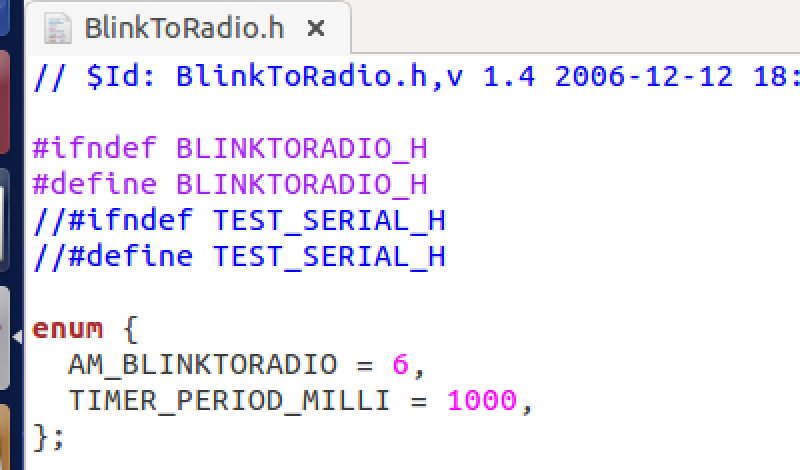 BlinkToRadio.h
// $Id: BlinkToRadio.h,v 1.4 2006-12-12 18:
#ifndef BLINKTORADIO_H
#define BLINKTORADIO_H
//#ifndef TEST_SERIAL_H
//#define TEST_SERIAL_H
enum {
  AM_BLINKTORADIO = 6,
  TIMER_PERIOD_MILLI = 1000,
};